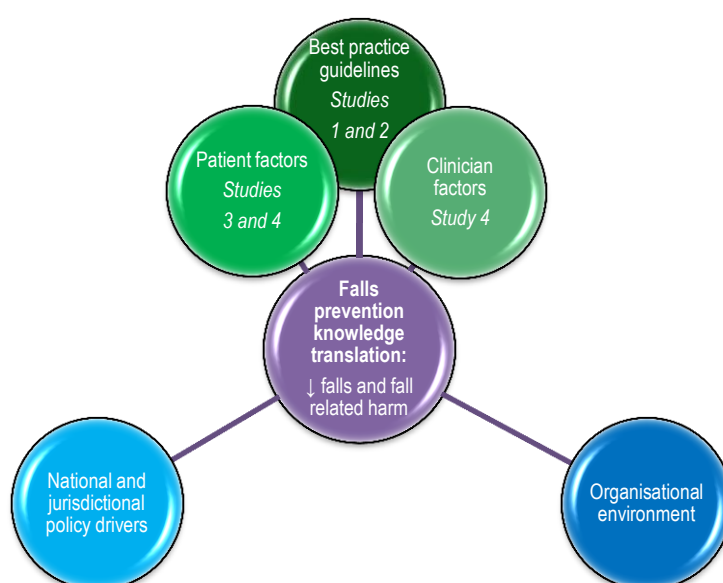 Best practice
guidelines
Studies
1 and 2
Patient factors
Studies
3 and 4
Clinician
factors
Study 4
Falls
prevention
knowledge
translation:
↓ falls and fall
related harm
National and
jurisdictional
policy drivers
Organisational
environment